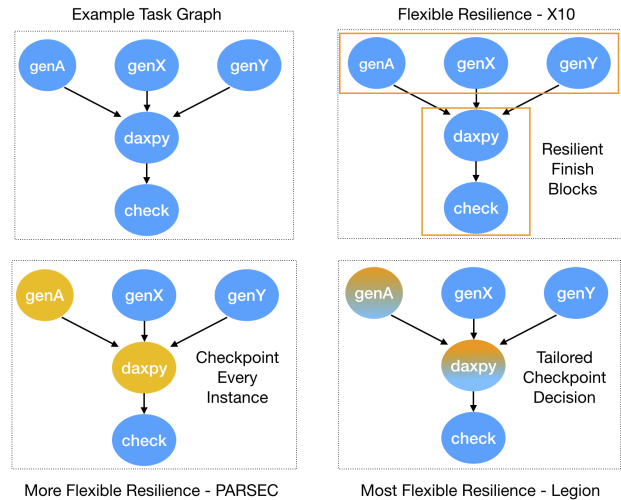 Example Task Graph
genA
genX
genY
daxpy
check
Flexible Resilience - X10
genA
genX
genY
daxpy
check
Resilient
Finish
Blocks
genA
genX
genY
daxpy
check
Checkpoint
Every
Instance
More Flexible Resilience - PARSEC
genA
genX
genY
daxpy
check
Tailored
Checkpoint
Decision
Most Flexible Resilience - Legion